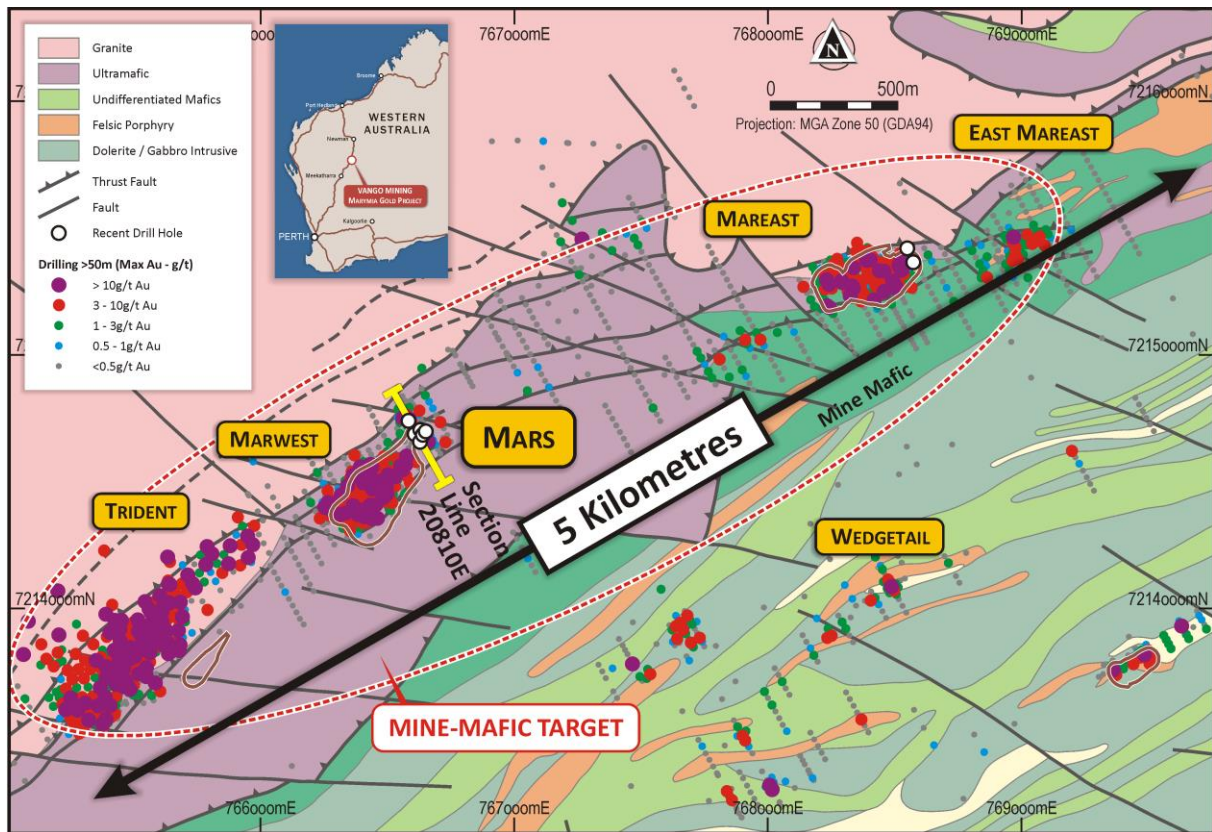 Granite
Ultramafic
Undifferentiated Mafics
Felsic Porphyry
Dolerite / Gabbro Intrusive
Thrust Fault
Fault
Recent Drill Hole
Drilling >50m (Max Au - g/t)
> 10g/t Au
3 - 10g/t Au
1 - 3g/t Au
0.5 - 1g/t Au
<0.5g/t Au
Broome
Port Hedland
WESTERN
AUSTRALIA
Newman
Meekatharra
VANGO MINING
MARYMIA GOLD PROJECT
Kalgoorlie
PERTH
767000mE
768000mE
769000mE
N
0
500m
Projection: MGA Zone 50 (GDA94)
7216000mN
EAST MAREAST
MAREAST
7215000mN
Mine Mafic
MARWEST
MARS
Section
Line
20810E
5 Kilometres
TRIDENT
WEDGETAIL
7214000mN
7214000mN
MINE-MAFIC TARGET
766000mE
767000mE
768000mE
769000mE